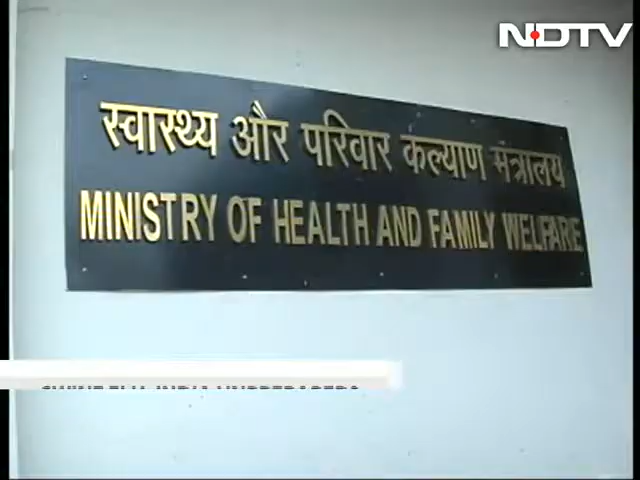 NDTV
स्वास्थ्य और परिवार कल्याण मंत्रालय
MINISTRY OF HEALTH AND FAMILY WELFARE